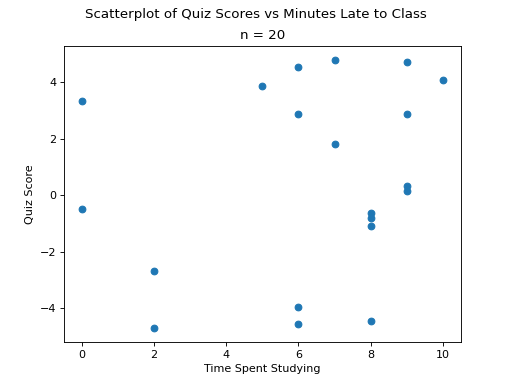 Scatterplot of Quiz Scores vs Minutes Late to Class
n = 20
4
2
0
−2
−4
Quiz Score
0 2 4 6 8 10
Time Spent Studying